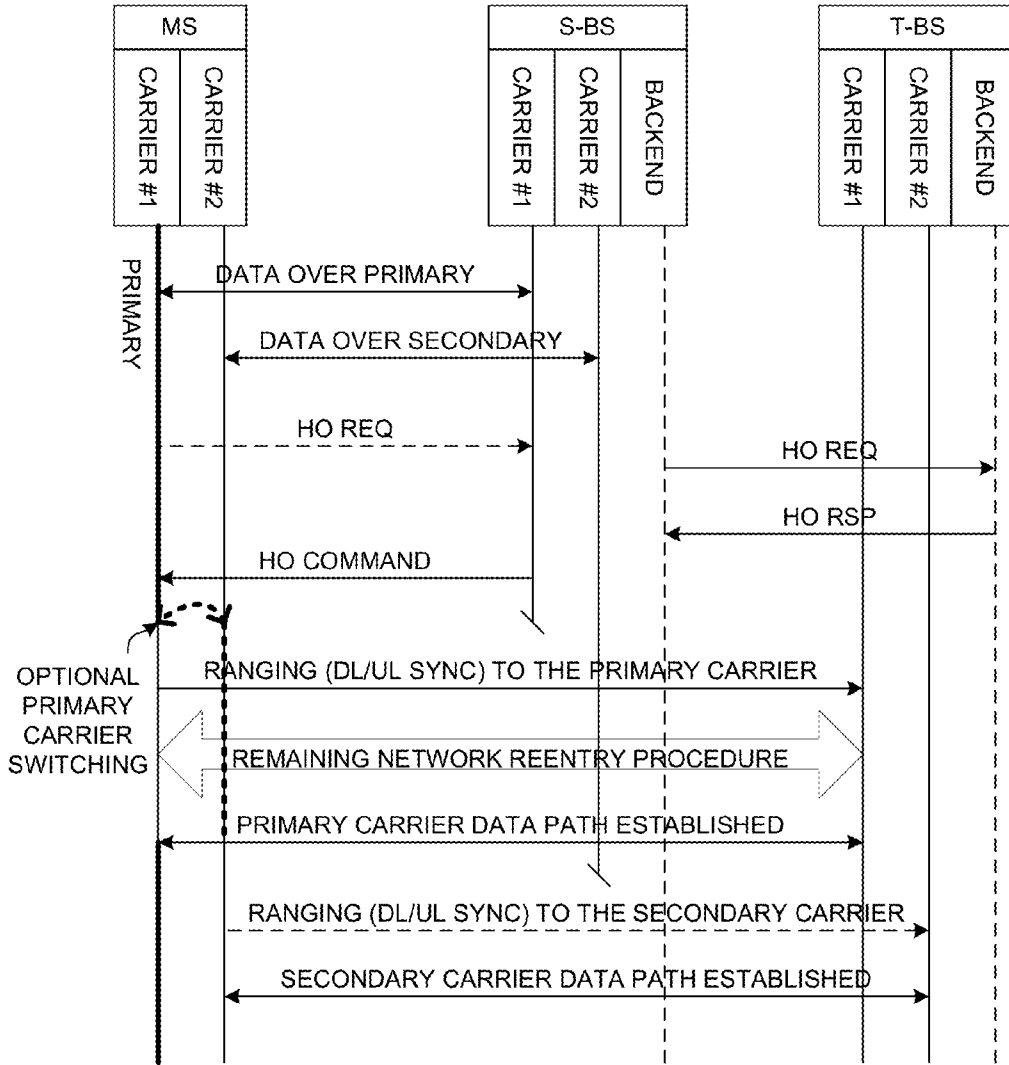 MS
S-BS
T-BS
CARRIER #1
CARRIER #2
CARRIER #1
CARRIER #2
BACKEND
CARRIER #1
CARRIER #2
BACKEND
PRIMARY
DATA OVER PRIMARY
DATA OVER SECONDARY
HO REQ
HO REQ
HO RSP
HO COMMAND
OPTIONAL
PRIMARY
CARRIER
SWITCHING
RANGING (DL/UL SYNC) TO THE PRIMARY CARRIER
REMAINING NETWORK REENTRY PROCEDURE
PRIMARY CARRIER DATA PATH ESTABLISHED
RANGING (DL/UL SYNC) TO THE SECONDARY CARRIER
SECONDARY CARRIER DATA PATH ESTABLISHED